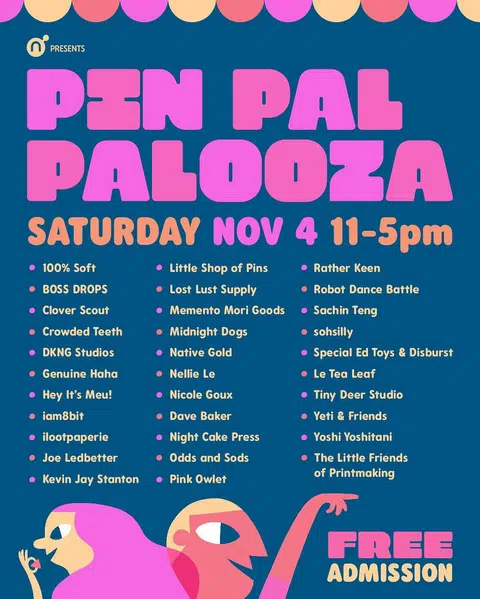 n
PRESENTS
PIN PAL
PALOOZA
SATURDAY NOV 4 11-5pm
100% Soft
BOSS DROPS
Clover Scout
Crowded Teeth
DKNG Studios
Genuine Haha
Hey It's Meu!
iam8bit
ilootpaperie
Joe Ledbetter
Kevin Jay Stanton
Little Shop of Pins
Lost Lust Supply
Memento Mori Goods
Midnight Dogs
Native Gold
Nellie Le
Nicole Goux
Dave Baker
Night Cake Press
Odds and Sods
Pink Owlet
Rather Keen
Robot Dance Battle
Sachin Teng
sohsilly
Special Ed Toys & Disburst
Le Tea Leaf
Tiny Deer Studio
Yeti & Friends
Yoshi Yoshitani
The Little Friends
of Printmaking
FREE
ADMISSION